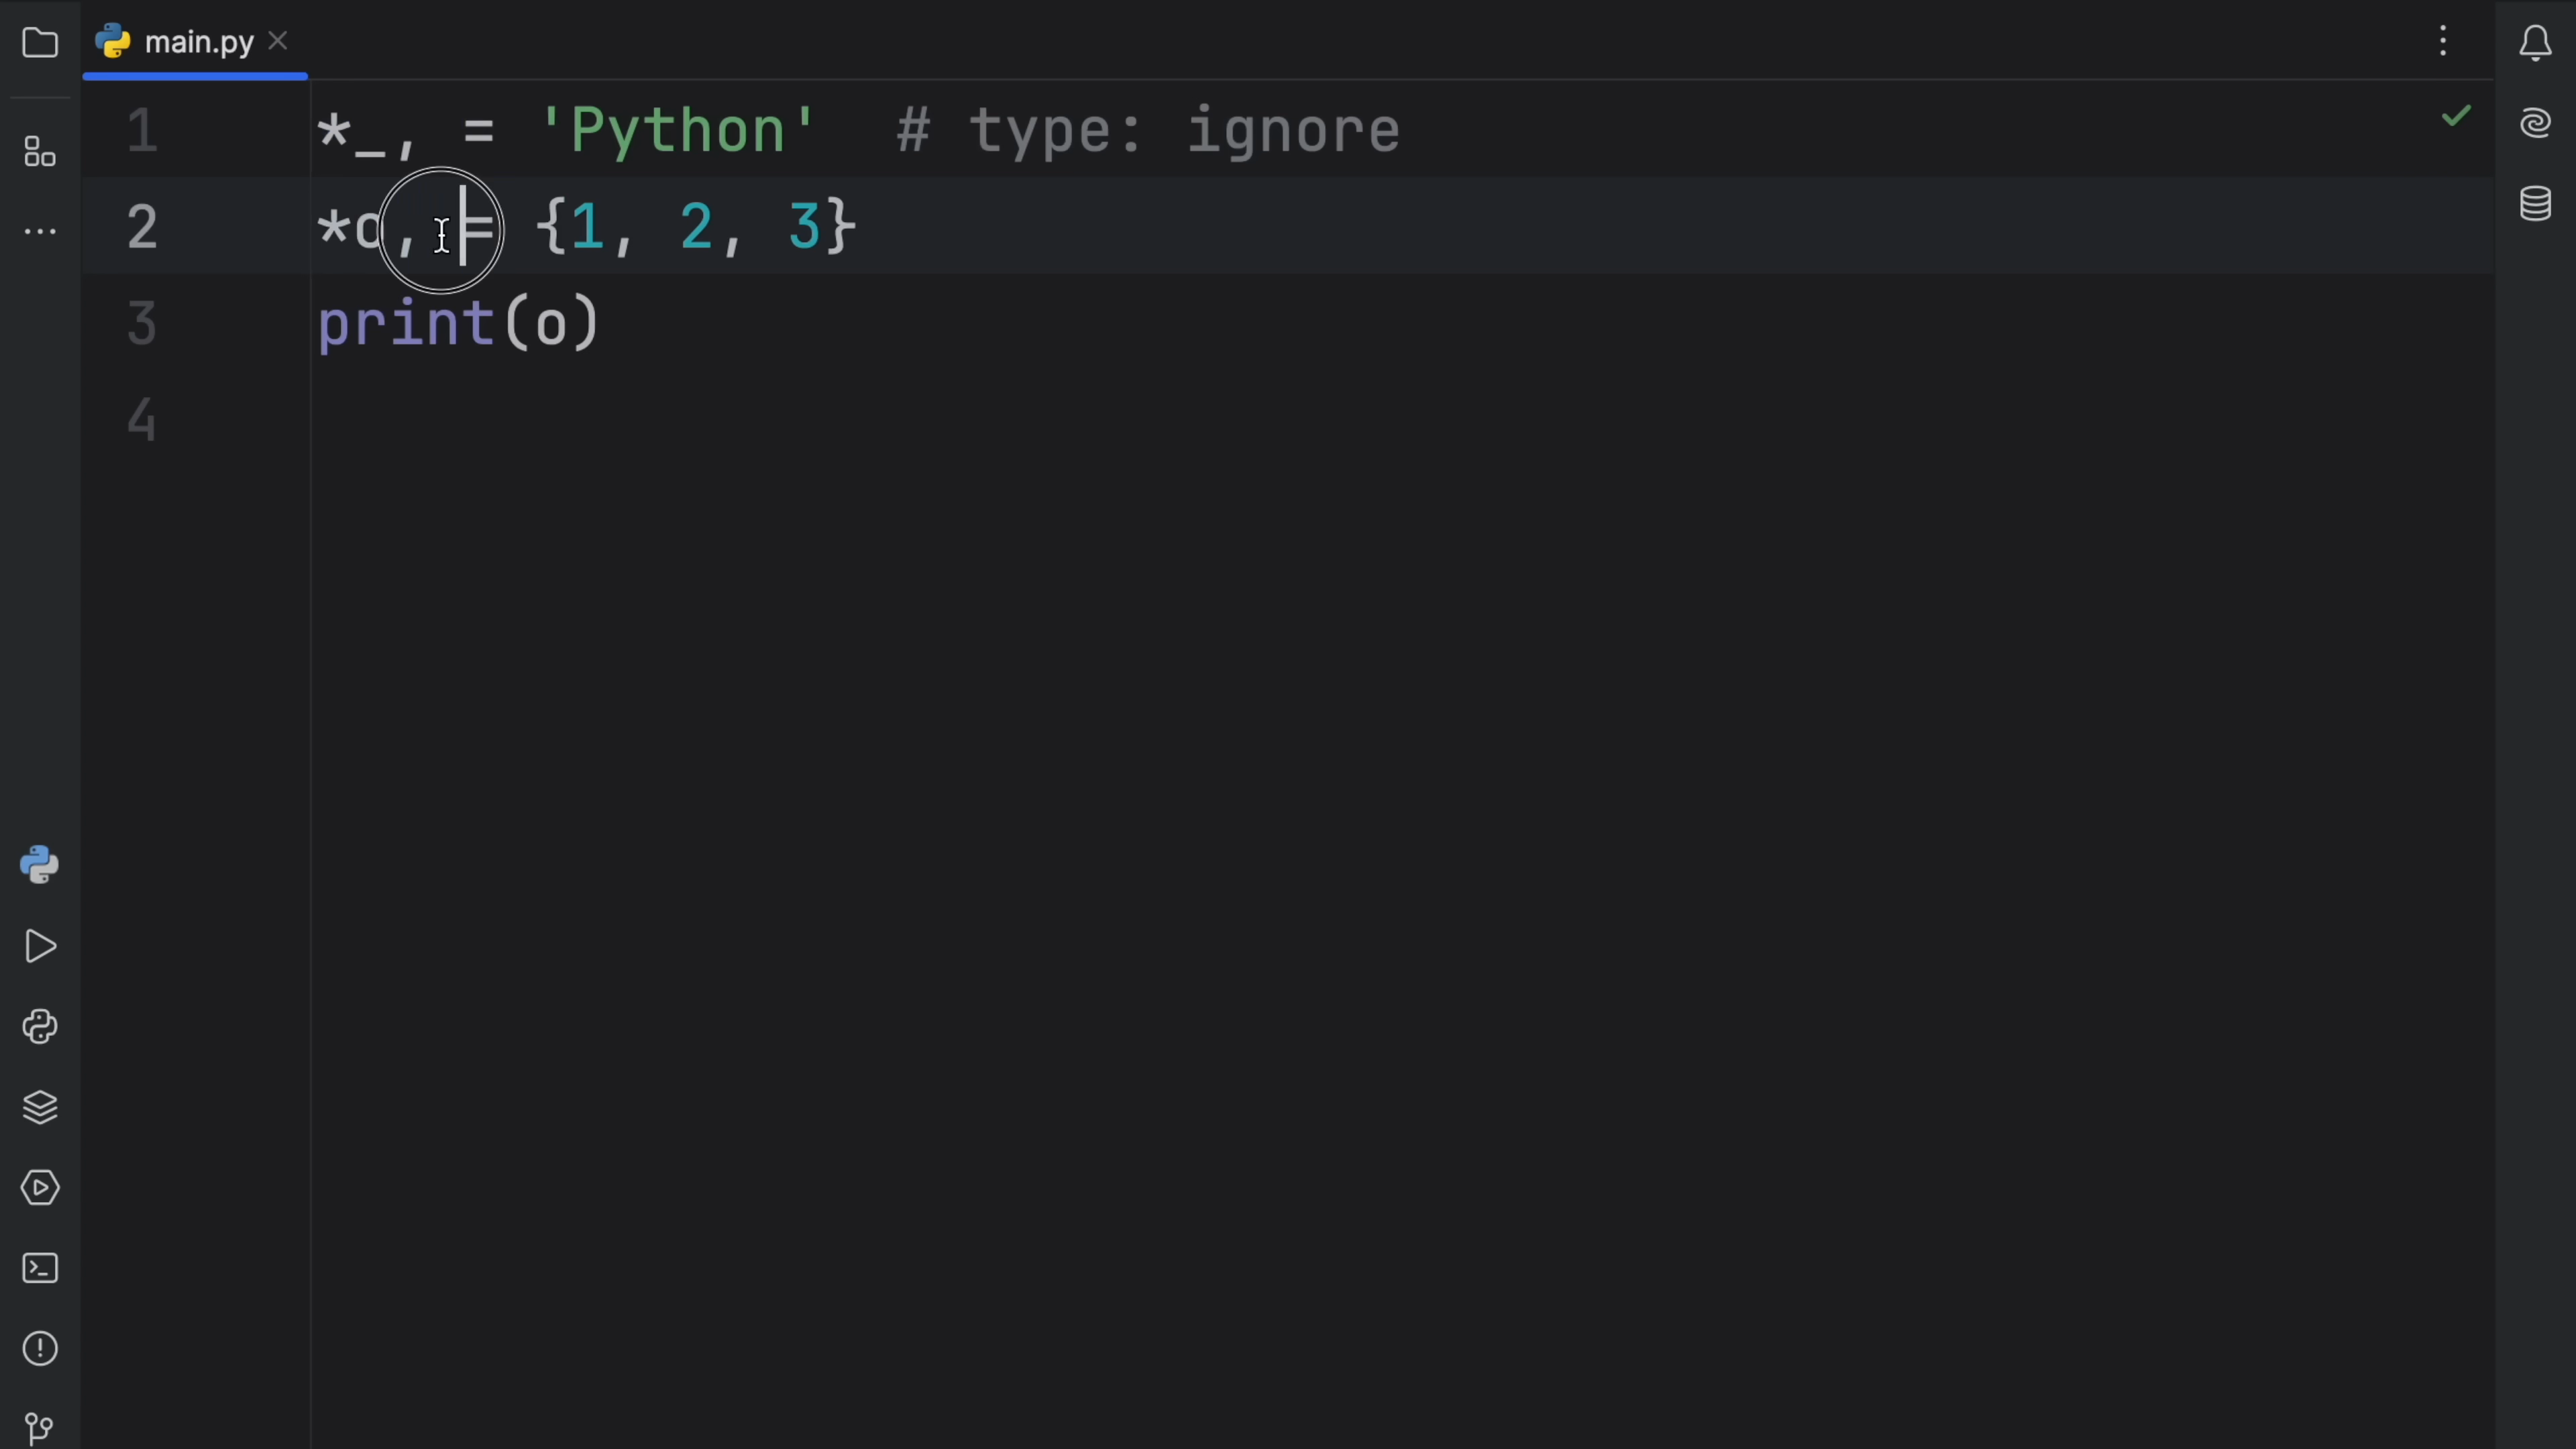 main.py
1 *_, = 'Python'  # type: ignore
2 *o, = {1, 2, 3}
3 print(o)
4